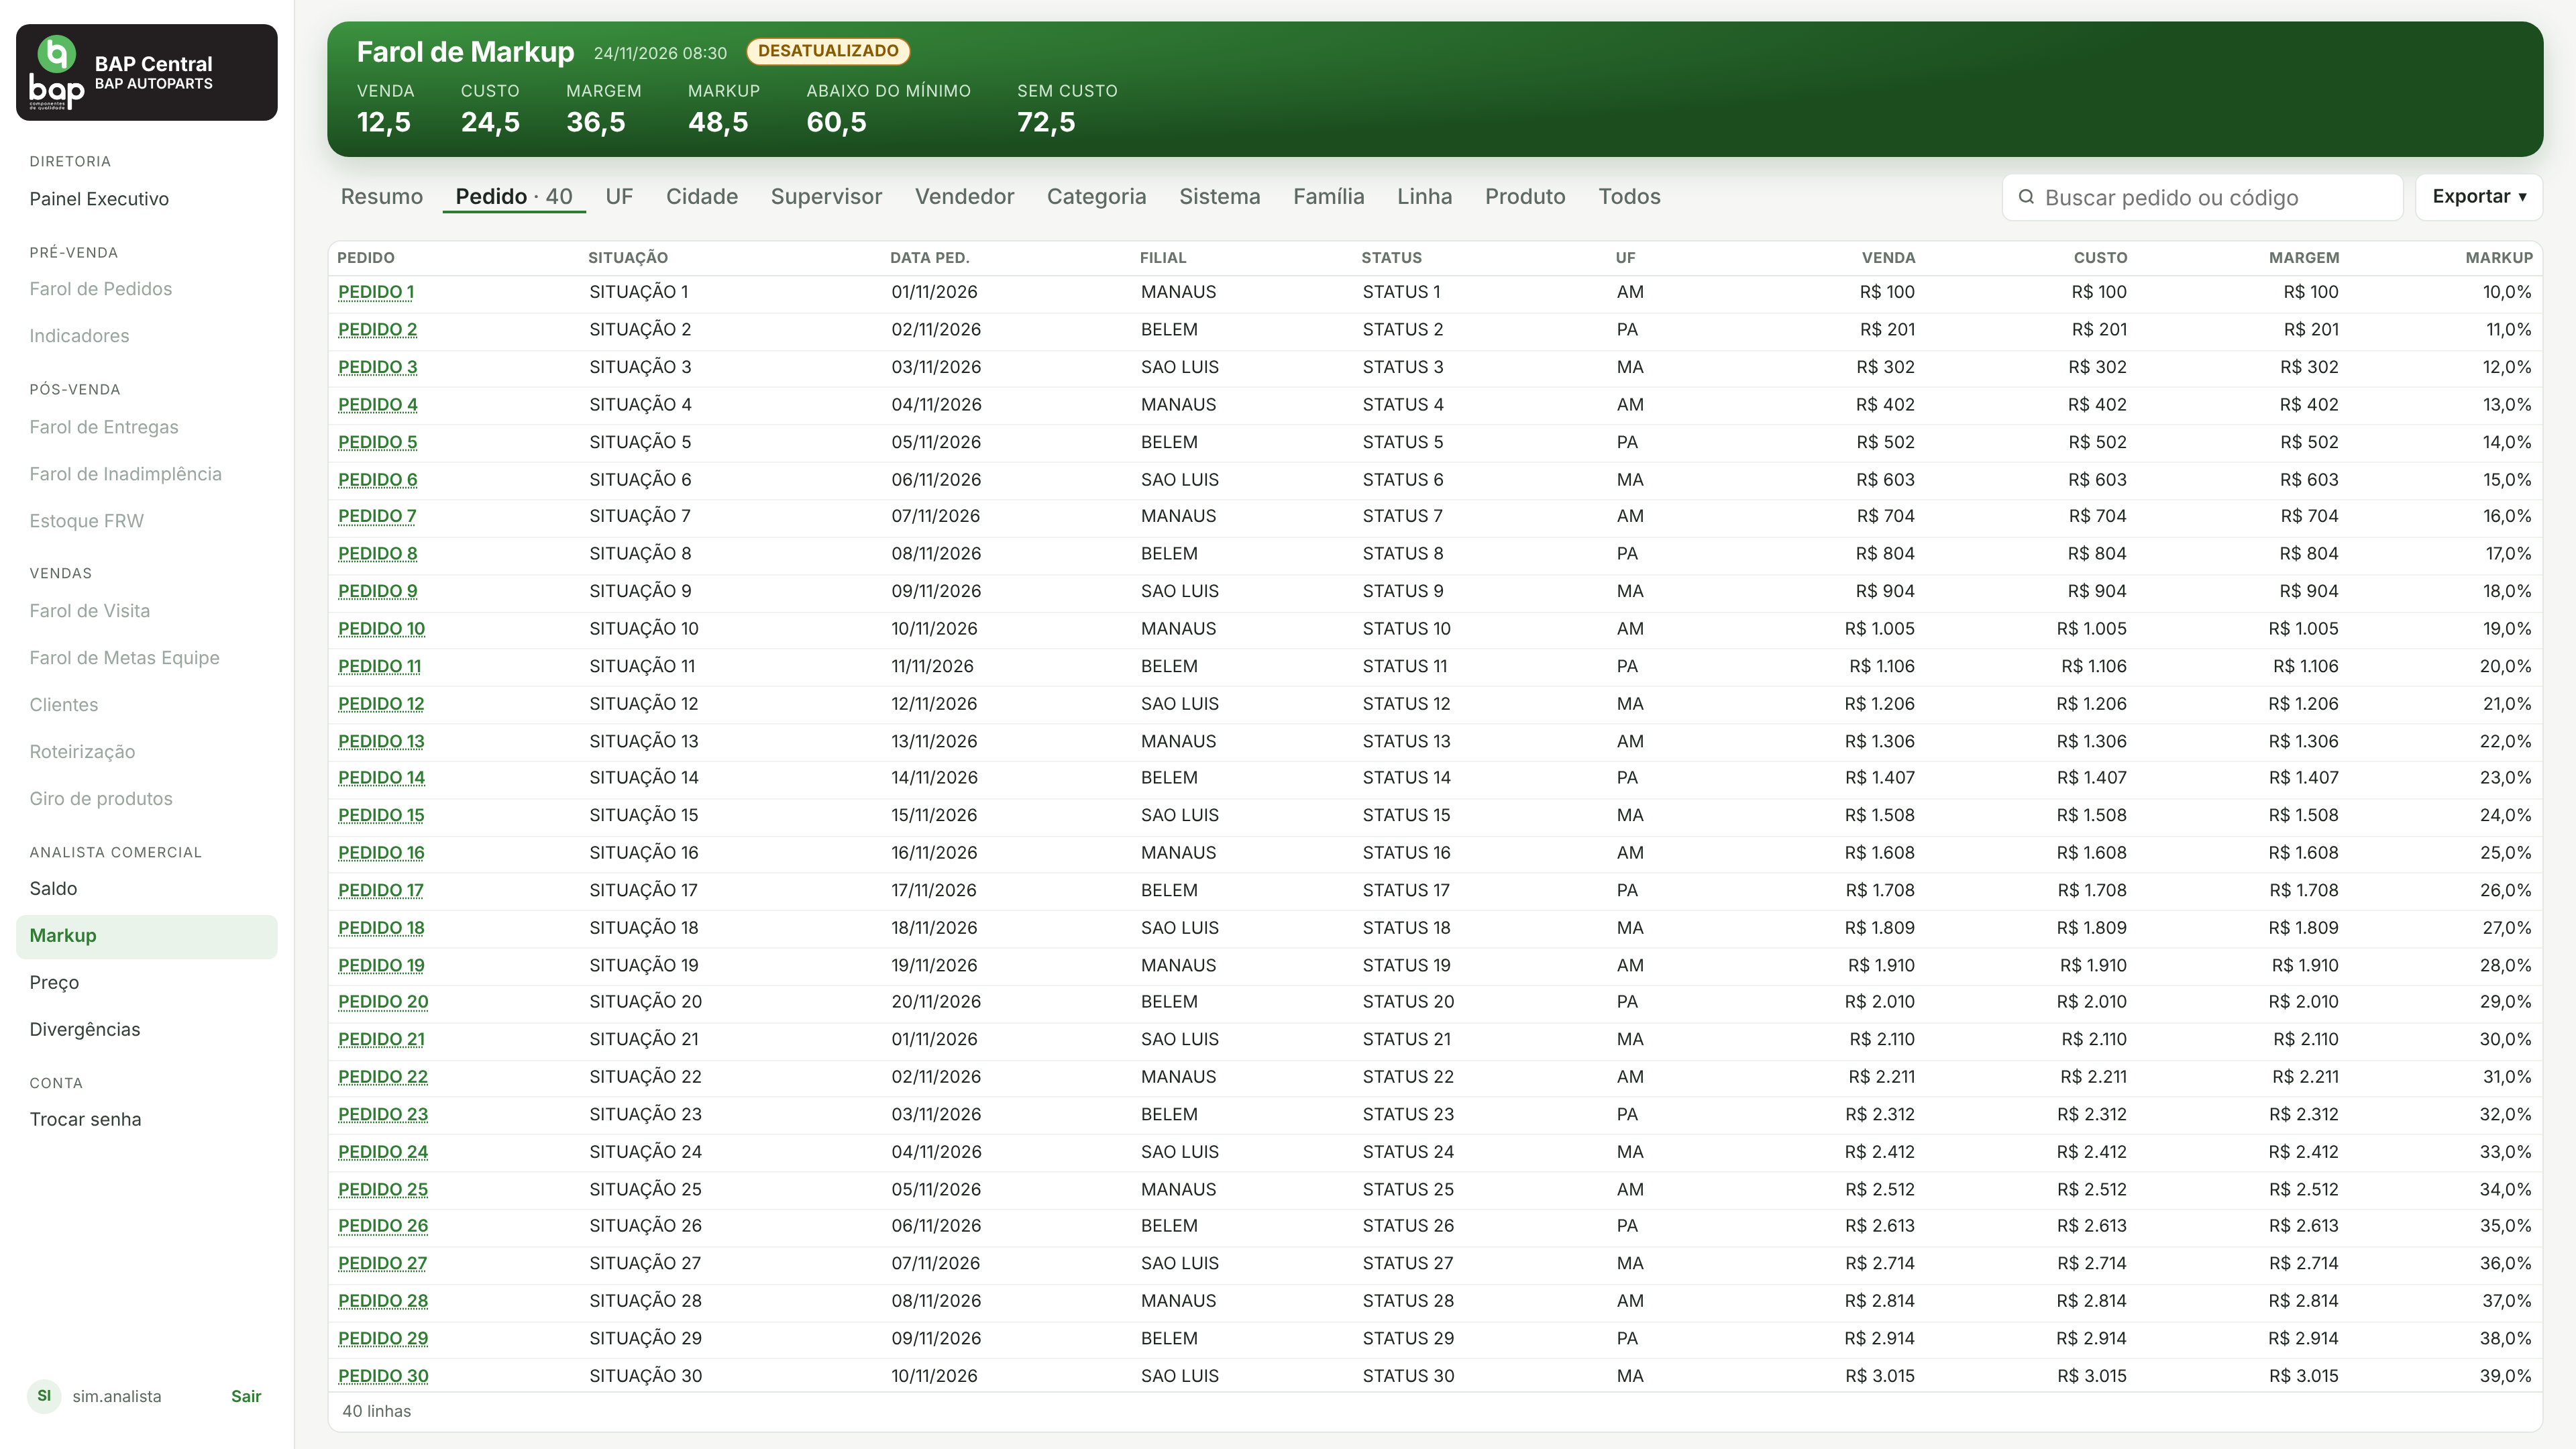 bap
componentes
de qualidade
BAP Central
BAP AUTOPARTS
DIRETORIA
Painel Executivo
PRÉ-VENDA
Farol de Pedidos
Indicadores
PÓS-VENDA
Farol de Entregas
Farol de Inadimplência
Estoque FRW
VENDAS
Farol de Visita
Farol de Metas Equipe
Clientes
Roteirização
Giro de produtos
ANALISTA COMERCIAL
Saldo
Markup
Preço
Divergências
CONTA
Trocar senha
SI sim.analista Sair
Farol de Markup 24/11/2026 08:30 DESATUALIZADO
VENDA CUSTO MARGEM MARKUP ABAIXO DO MÍNIMO SEM CUSTO
12,5 24,5 36,5 48,5 60,5 72,5
Resumo Pedido · 40 UF Cidade Supervisor Vendedor Categoria Sistema Família Linha Produto Todos Buscar pedido ou código Exportar ▾
PEDIDO SITUAÇÃO DATA PED. FILIAL STATUS UF VENDA CUSTO MARGEM MARKUP
PEDIDO 1 SITUAÇÃO 1 01/11/2026 MANAUS STATUS 1 AM R$ 100 R$ 100 R$ 100 10,0%
PEDIDO 2 SITUAÇÃO 2 02/11/2026 BELEM STATUS 2 PA R$ 201 R$ 201 R$ 201 11,0%
PEDIDO 3 SITUAÇÃO 3 03/11/2026 SAO LUIS STATUS 3 MA R$ 302 R$ 302 R$ 302 12,0%
PEDIDO 4 SITUAÇÃO 4 04/11/2026 MANAUS STATUS 4 AM R$ 402 R$ 402 R$ 402 13,0%
PEDIDO 5 SITUAÇÃO 5 05/11/2026 BELEM STATUS 5 PA R$ 502 R$ 502 R$ 502 14,0%
PEDIDO 6 SITUAÇÃO 6 06/11/2026 SAO LUIS STATUS 6 MA R$ 603 R$ 603 R$ 603 15,0%
PEDIDO 7 SITUAÇÃO 7 07/11/2026 MANAUS STATUS 7 AM R$ 704 R$ 704 R$ 704 16,0%
PEDIDO 8 SITUAÇÃO 8 08/11/2026 BELEM STATUS 8 PA R$ 804 R$ 804 R$ 804 17,0%
PEDIDO 9 SITUAÇÃO 9 09/11/2026 SAO LUIS STATUS 9 MA R$ 904 R$ 904 R$ 904 18,0%
PEDIDO 10 SITUAÇÃO 10 10/11/2026 MANAUS STATUS 10 AM R$ 1.005 R$ 1.005 R$ 1.005 19,0%
PEDIDO 11 SITUAÇÃO 11 11/11/2026 BELEM STATUS 11 PA R$ 1.106 R$ 1.106 R$ 1.106 20,0%
PEDIDO 12 SITUAÇÃO 12 12/11/2026 SAO LUIS STATUS 12 MA R$ 1.206 R$ 1.206 R$ 1.206 21,0%
PEDIDO 13 SITUAÇÃO 13 13/11/2026 MANAUS STATUS 13 AM R$ 1.306 R$ 1.306 R$ 1.306 22,0%
PEDIDO 14 SITUAÇÃO 14 14/11/2026 BELEM STATUS 14 PA R$ 1.407 R$ 1.407 R$ 1.407 23,0%
PEDIDO 15 SITUAÇÃO 15 15/11/2026 SAO LUIS STATUS 15 MA R$ 1.508 R$ 1.508 R$ 1.508 24,0%
PEDIDO 16 SITUAÇÃO 16 16/11/2026 MANAUS STATUS 16 AM R$ 1.608 R$ 1.608 R$ 1.608 25,0%
PEDIDO 17 SITUAÇÃO 17 17/11/2026 BELEM STATUS 17 PA R$ 1.708 R$ 1.708 R$ 1.708 26,0%
PEDIDO 18 SITUAÇÃO 18 18/11/2026 SAO LUIS STATUS 18 MA R$ 1.809 R$ 1.809 R$ 1.809 27,0%
PEDIDO 19 SITUAÇÃO 19 19/11/2026 MANAUS STATUS 19 AM R$ 1.910 R$ 1.910 R$ 1.910 28,0%
PEDIDO 20 SITUAÇÃO 20 20/11/2026 BELEM STATUS 20 PA R$ 2.010 R$ 2.010 R$ 2.010 29,0%
PEDIDO 21 SITUAÇÃO 21 01/11/2026 SAO LUIS STATUS 21 MA R$ 2.110 R$ 2.110 R$ 2.110 30,0%
PEDIDO 22 SITUAÇÃO 22 02/11/2026 MANAUS STATUS 22 AM R$ 2.211 R$ 2.211 R$ 2.211 31,0%
PEDIDO 23 SITUAÇÃO 23 03/11/2026 BELEM STATUS 23 PA R$ 2.312 R$ 2.312 R$ 2.312 32,0%
PEDIDO 24 SITUAÇÃO 24 04/11/2026 SAO LUIS STATUS 24 MA R$ 2.412 R$ 2.412 R$ 2.412 33,0%
PEDIDO 25 SITUAÇÃO 25 05/11/2026 MANAUS STATUS 25 AM R$ 2.512 R$ 2.512 R$ 2.512 34,0%
PEDIDO 26 SITUAÇÃO 26 06/11/2026 BELEM STATUS 26 PA R$ 2.613 R$ 2.613 R$ 2.613 35,0%
PEDIDO 27 SITUAÇÃO 27 07/11/2026 SAO LUIS STATUS 27 MA R$ 2.714 R$ 2.714 R$ 2.714 36,0%
PEDIDO 28 SITUAÇÃO 28 08/11/2026 MANAUS STATUS 28 AM R$ 2.814 R$ 2.814 R$ 2.814 37,0%
PEDIDO 29 SITUAÇÃO 29 09/11/2026 BELEM STATUS 29 PA R$ 2.914 R$ 2.914 R$ 2.914 38,0%
PEDIDO 30 SITUAÇÃO 30 10/11/2026 SAO LUIS STATUS 30 MA R$ 3.015 R$ 3.015 R$ 3.015 39,0%
40 linhas